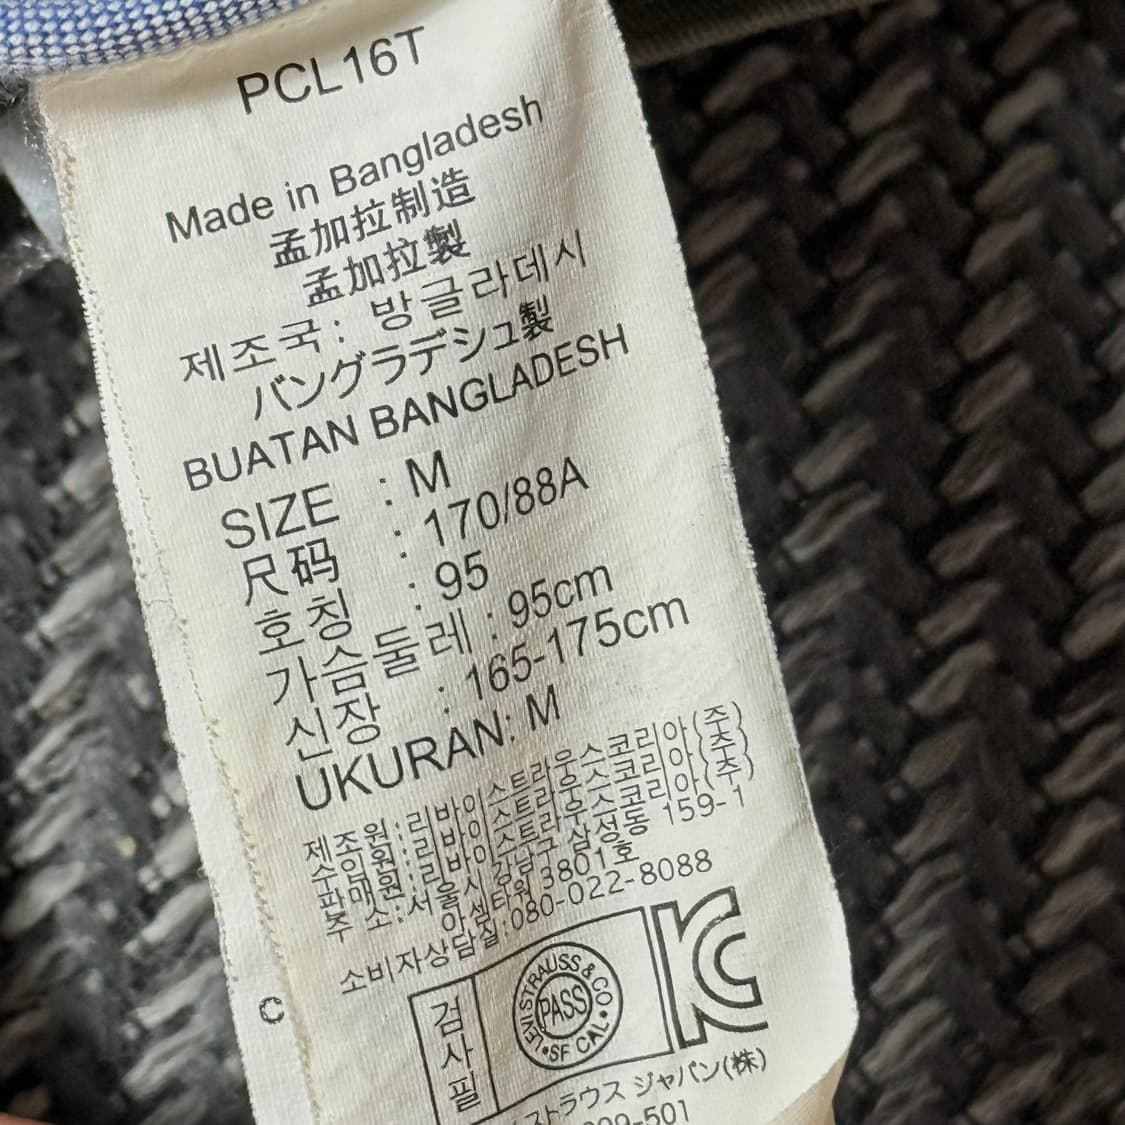 PCL16T
Made in Bangladesh
孟加拉制造
孟加拉製
제조국: 방글라데시
バングラデシュ製
BUATAN BANGLADESH
SIZE : M
尺码 : 170/88A
호칭 : 95
가슴둘레 : 95cm
신장 : 165-175cm
UKURAN: M
제조원:리바이스트라우스코리아(주)
수입원:리바이스트라우스코리아(주)
판매원:리바이스트라우스코리아(주)
주 소:서울시 강남구 삼성동 159-1
아셈타워 3801호
소비자상담실:080-022-8088
C
검사필
LEVI STRAUSS & CO.
PASS
SF CAL
KC
ストラウス ジャパン(株)
09-501